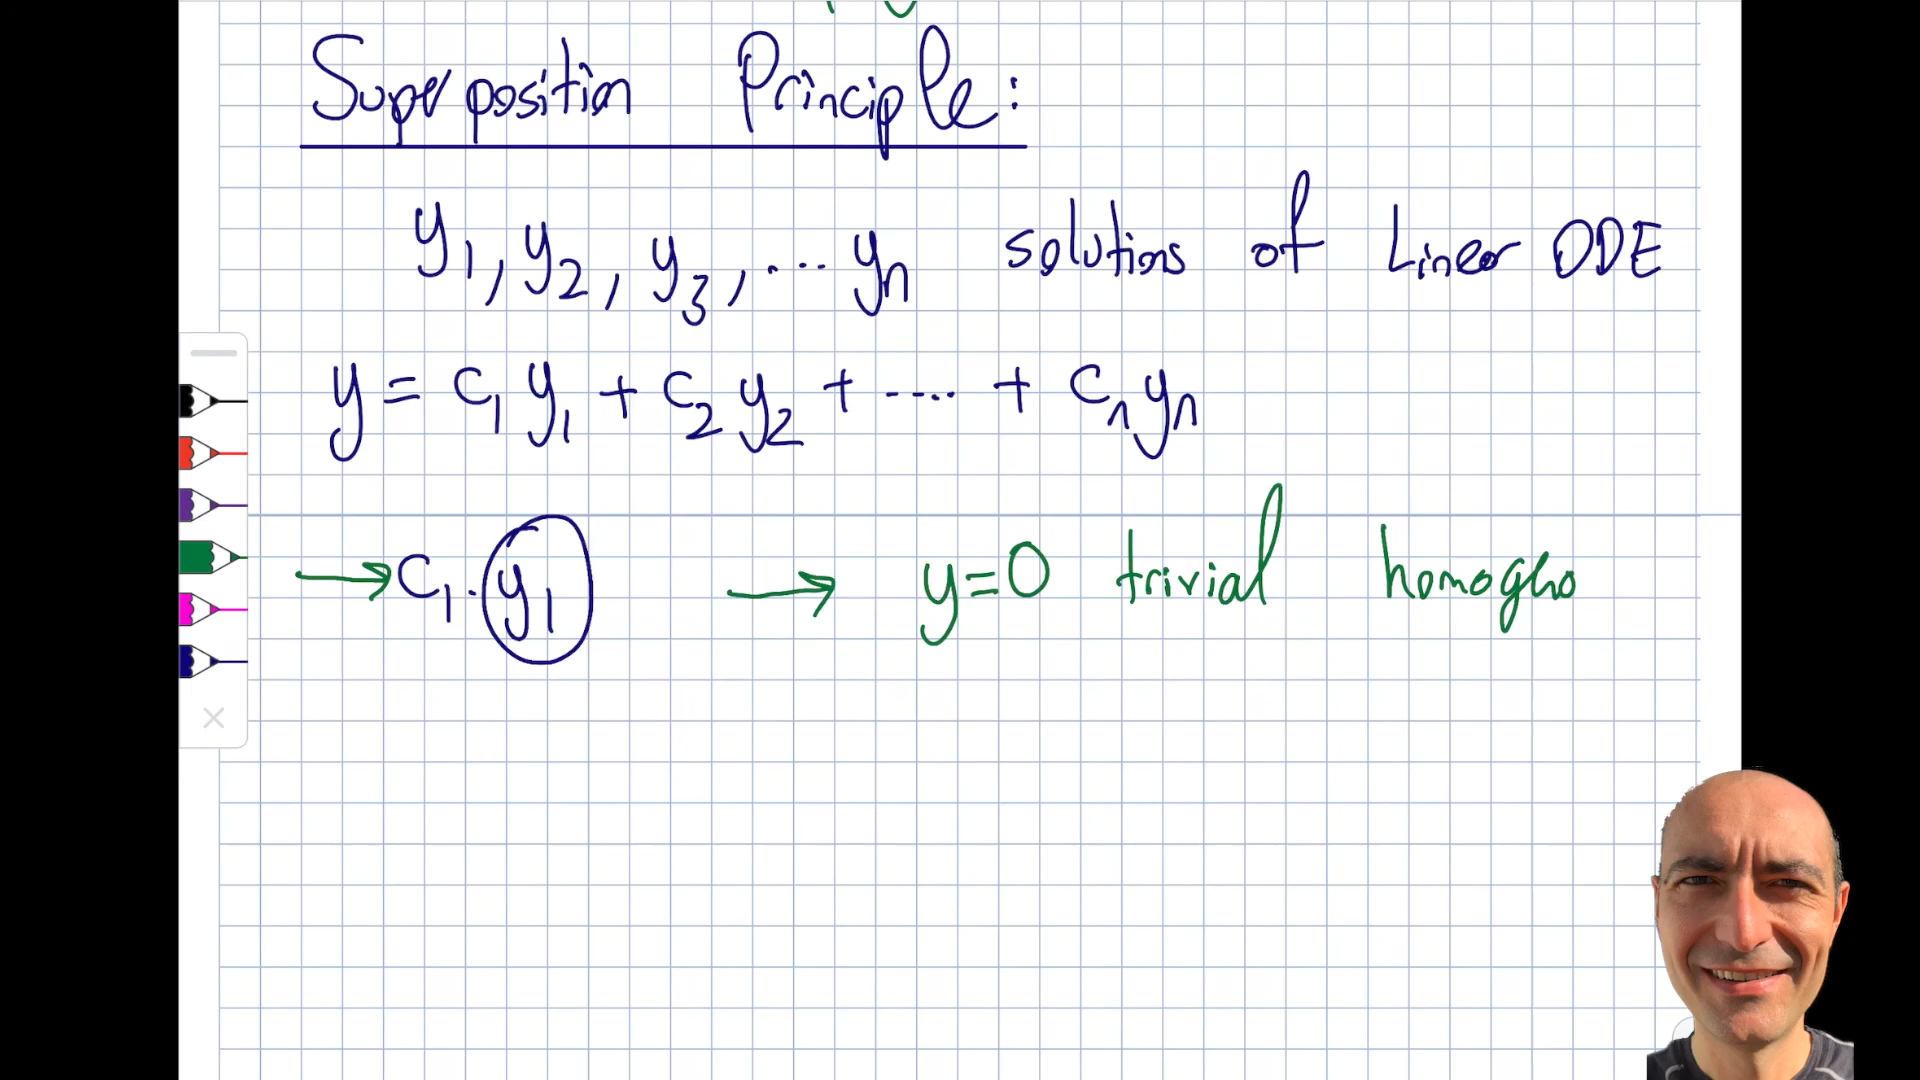 Superposition Principle:
y₁, y₂, y₃, .... yₙ solutions of Linear ODE
y = c₁ y₁ + c₂ y₂ + .... + cₙ yₙ
→ c₁ . y₁ → y=0 trivial homogho